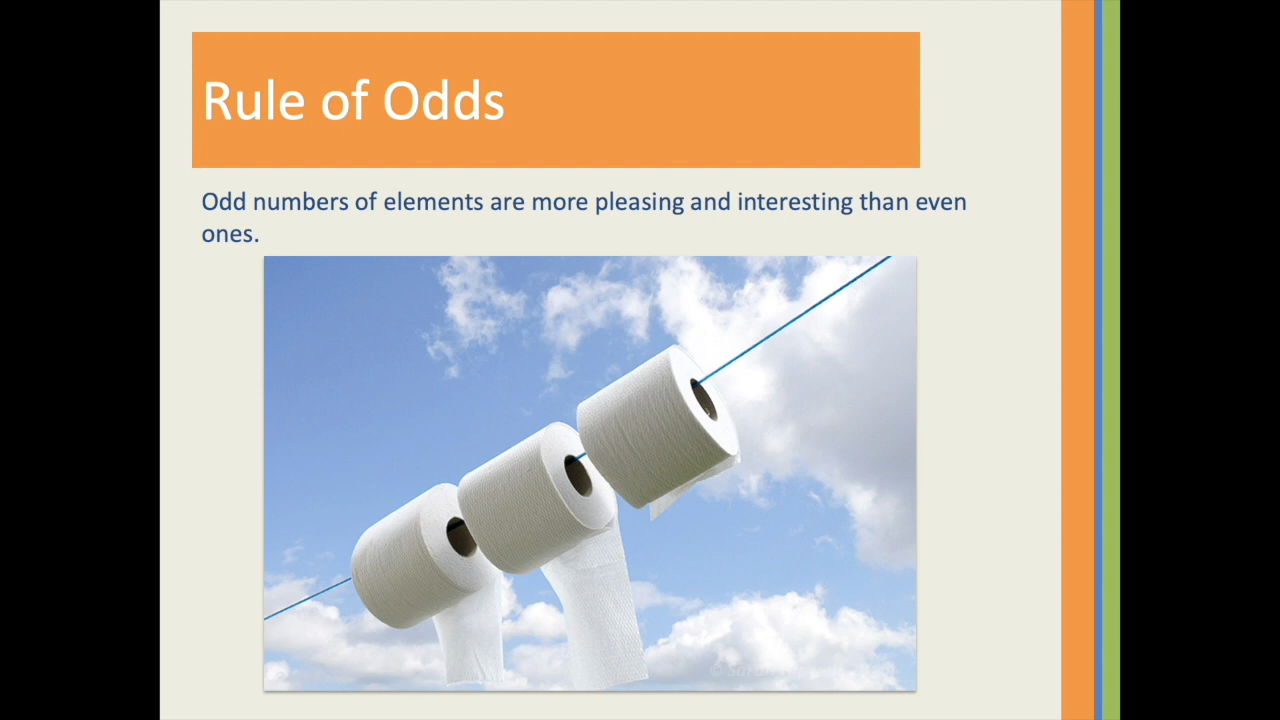 Rule of Odds
Odd numbers of elements are more pleasing and interesting than even
ones.